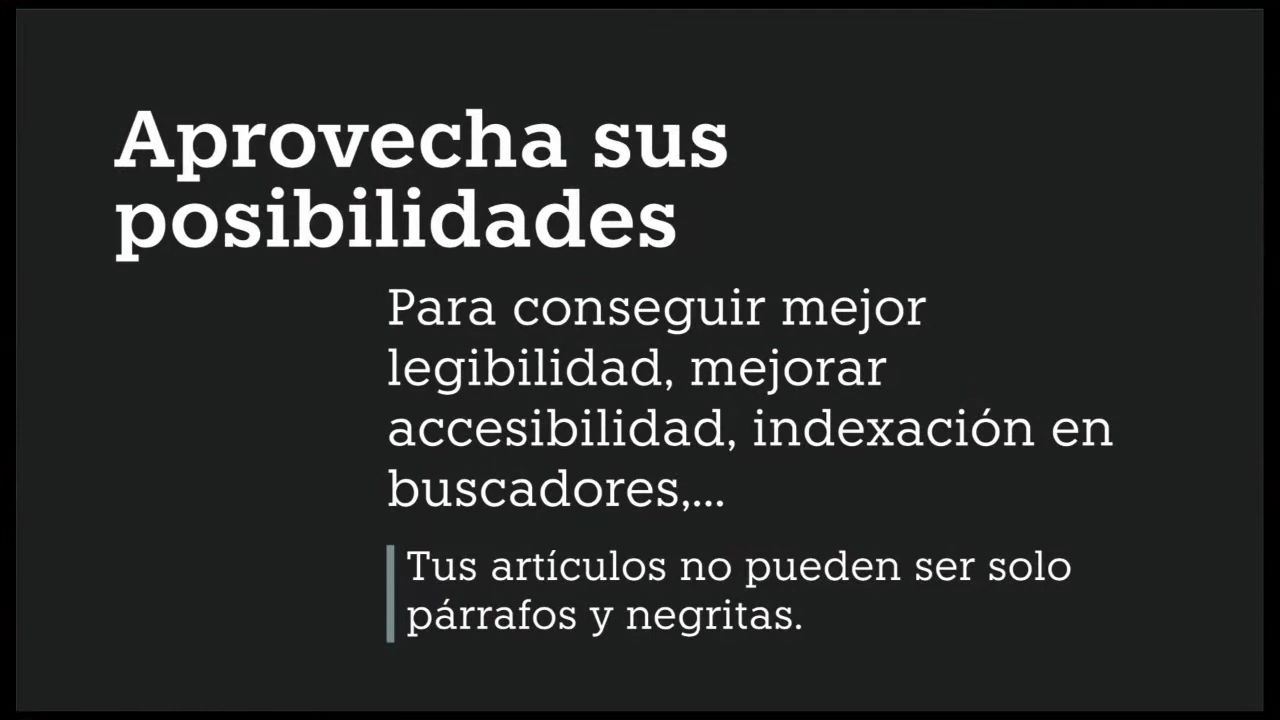 Aprovecha sus
posibilidades
Para conseguir mejor
legibilidad, mejorar
accesibilidad, indexación en
buscadores,...
Tus artículos no pueden ser solo
párrafos y negritas.